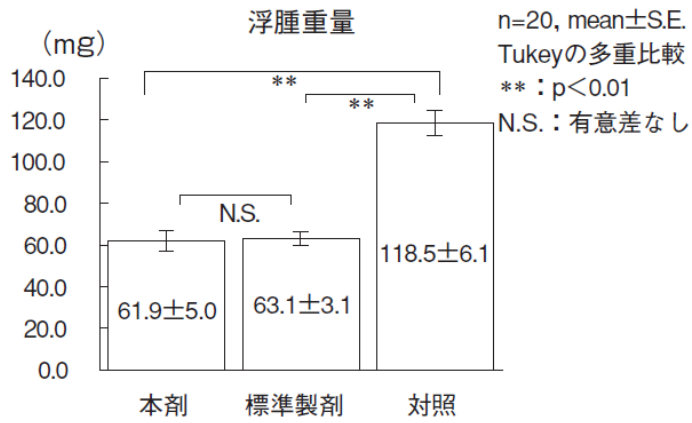 浮腫重量
(mg)
n=20, mean±S.E.
Tukeyの多重比較
**：p＜0.01
N.S.：有意差なし
140.0
120.0
100.0
80.0
60.0
40.0
20.0
0.0
**
**
N.S.
61.9±5.0
63.1±3.1
118.5±6.1
本剤
標準製剤
対照